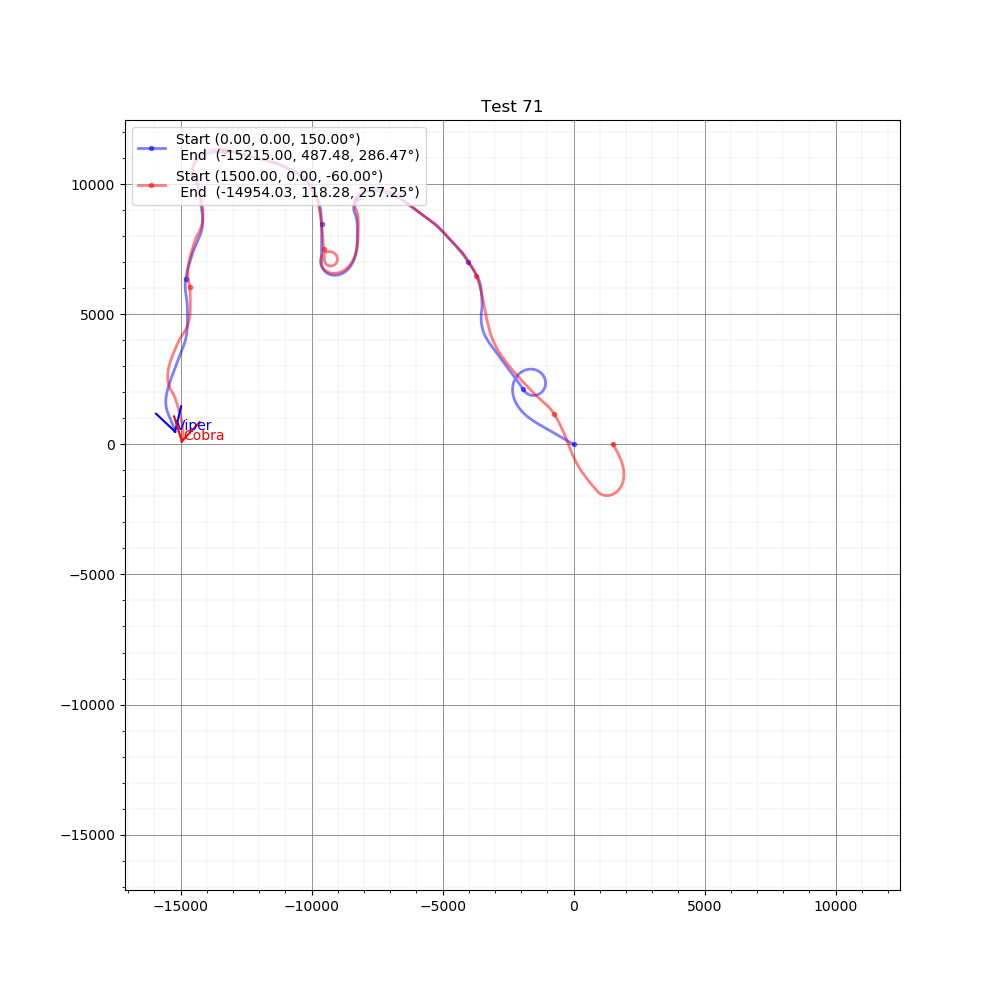 Test 71
Start (0.00, 0.00, 150.00°)
End (-15215.00, 487.48, 286.47°)
Start (1500.00, 0.00, -60.00°)
End (-14954.03, 118.28, 257.25°)
10000
5000
0
−5000
−10000
−15000
Viper
Cobra
−15000
−10000
−5000
0
5000
10000